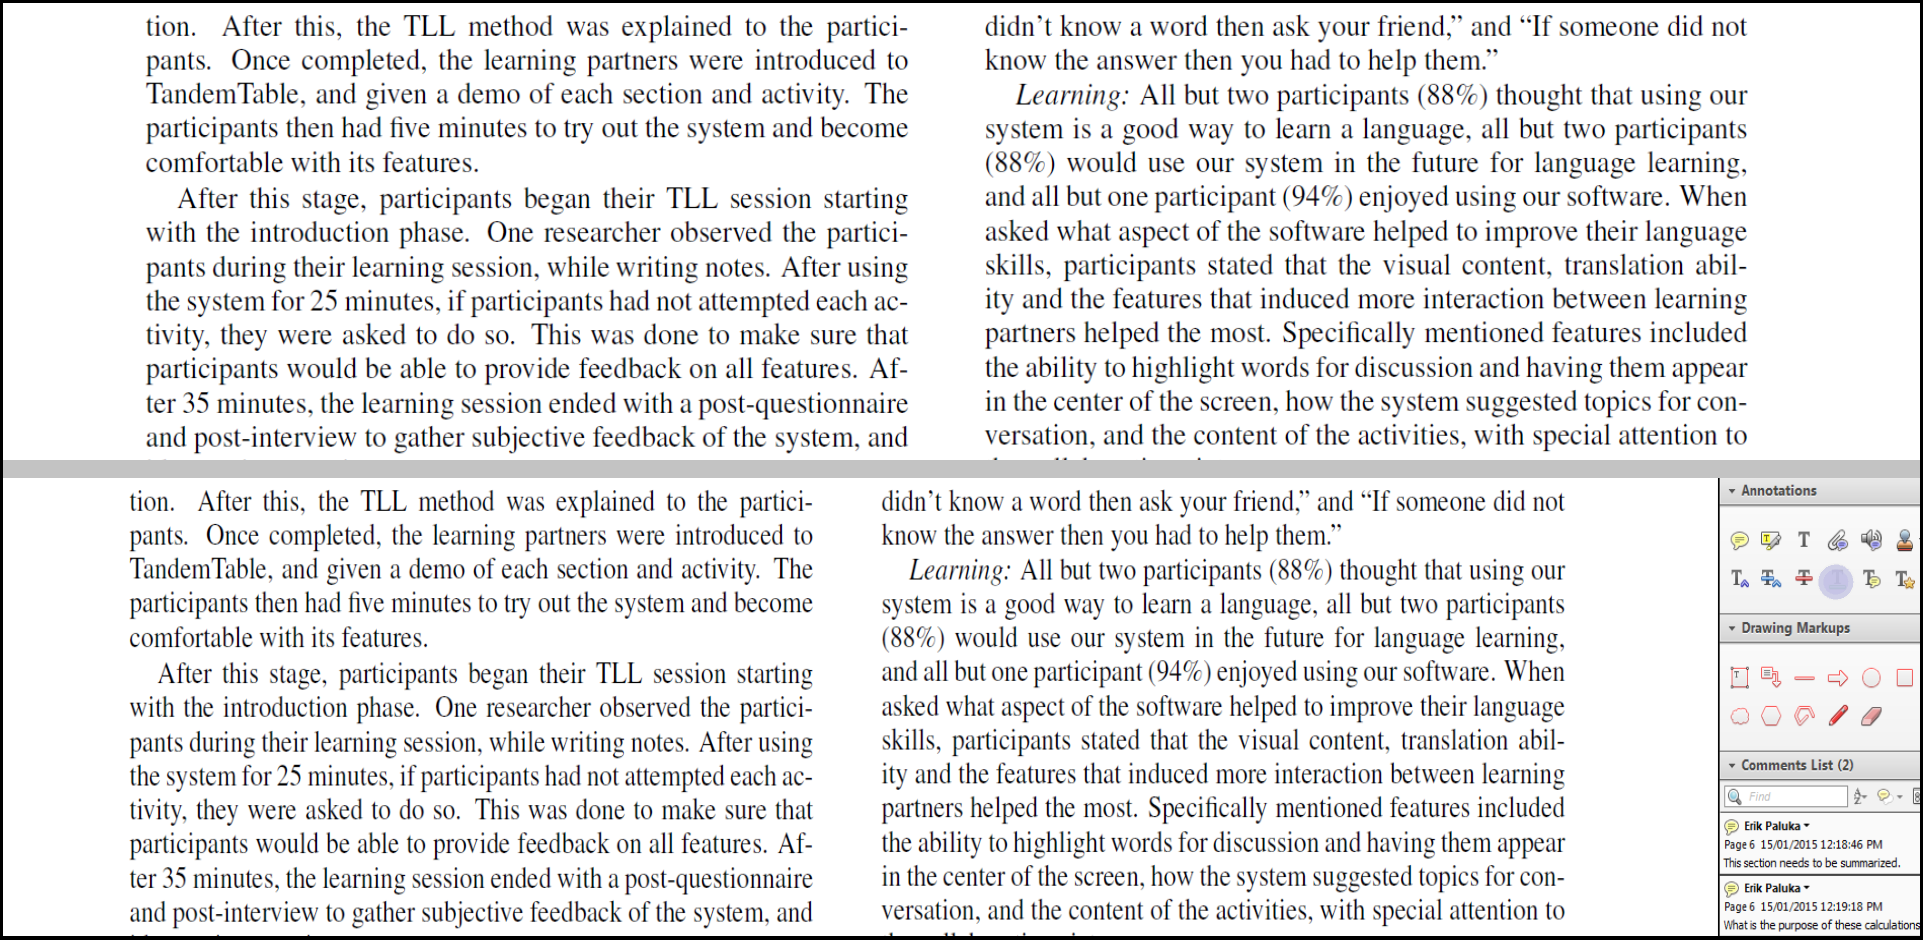 tion. After this, the TLL method was explained to the partici-
pants. Once completed, the learning partners were introduced to
TandemTable, and given a demo of each section and activity. The
participants then had five minutes to try out the system and become
comfortable with its features.
After this stage, participants began their TLL session starting
with the introduction phase. One researcher observed the partici-
pants during their learning session, while writing notes. After using
the system for 25 minutes, if participants had not attempted each ac-
tivity, they were asked to do so. This was done to make sure that
participants would be able to provide feedback on all features. Af-
ter 35 minutes, the learning session ended with a post-questionnaire
and post-interview to gather subjective feedback of the system, and
didn’t know a word then ask your friend,” and “If someone did not
know the answer then you had to help them.”
Learning: All but two participants (88%) thought that using our
system is a good way to learn a language, all but two participants
(88%) would use our system in the future for language learning,
and all but one participant (94%) enjoyed using our software. When
asked what aspect of the software helped to improve their language
skills, participants stated that the visual content, translation abil-
ity and the features that induced more interaction between learning
partners helped the most. Specifically mentioned features included
the ability to highlight words for discussion and having them appear
in the center of the screen, how the system suggested topics for con-
versation, and the content of the activities, with special attention to
tion. After this, the TLL method was explained to the partici-
pants. Once completed, the learning partners were introduced to
TandemTable, and given a demo of each section and activity. The
participants then had five minutes to try out the system and become
comfortable with its features.
After this stage, participants began their TLL session starting
with the introduction phase. One researcher observed the partici-
pants during their learning session, while writing notes. After using
the system for 25 minutes, if participants had not attempted each ac-
tivity, they were asked to do so. This was done to make sure that
participants would be able to provide feedback on all features. Af-
ter 35 minutes, the learning session ended with a post-questionnaire
and post-interview to gather subjective feedback of the system, and
didn’t know a word then ask your friend,” and “If someone did not
know the answer then you had to help them.”
Learning: All but two participants (88%) thought that using our
system is a good way to learn a language, all but two participants
(88%) would use our system in the future for language learning,
and all but one participant (94%) enjoyed using our software. When
asked what aspect of the software helped to improve their language
skills, participants stated that the visual content, translation abil-
ity and the features that induced more interaction between learning
partners helped the most. Specifically mentioned features included
the ability to highlight words for discussion and having them appear
in the center of the screen, how the system suggested topics for con-
versation, and the content of the activities, with special attention to
Annotations
Drawing Markups
Comments List (2)
Find
Erik Paluka
Page 6 15/01/2015 12:18:46 PM
This section needs to be summarized.
Erik Paluka
Page 6 15/01/2015 12:19:18 PM
What is the purpose of these calculations